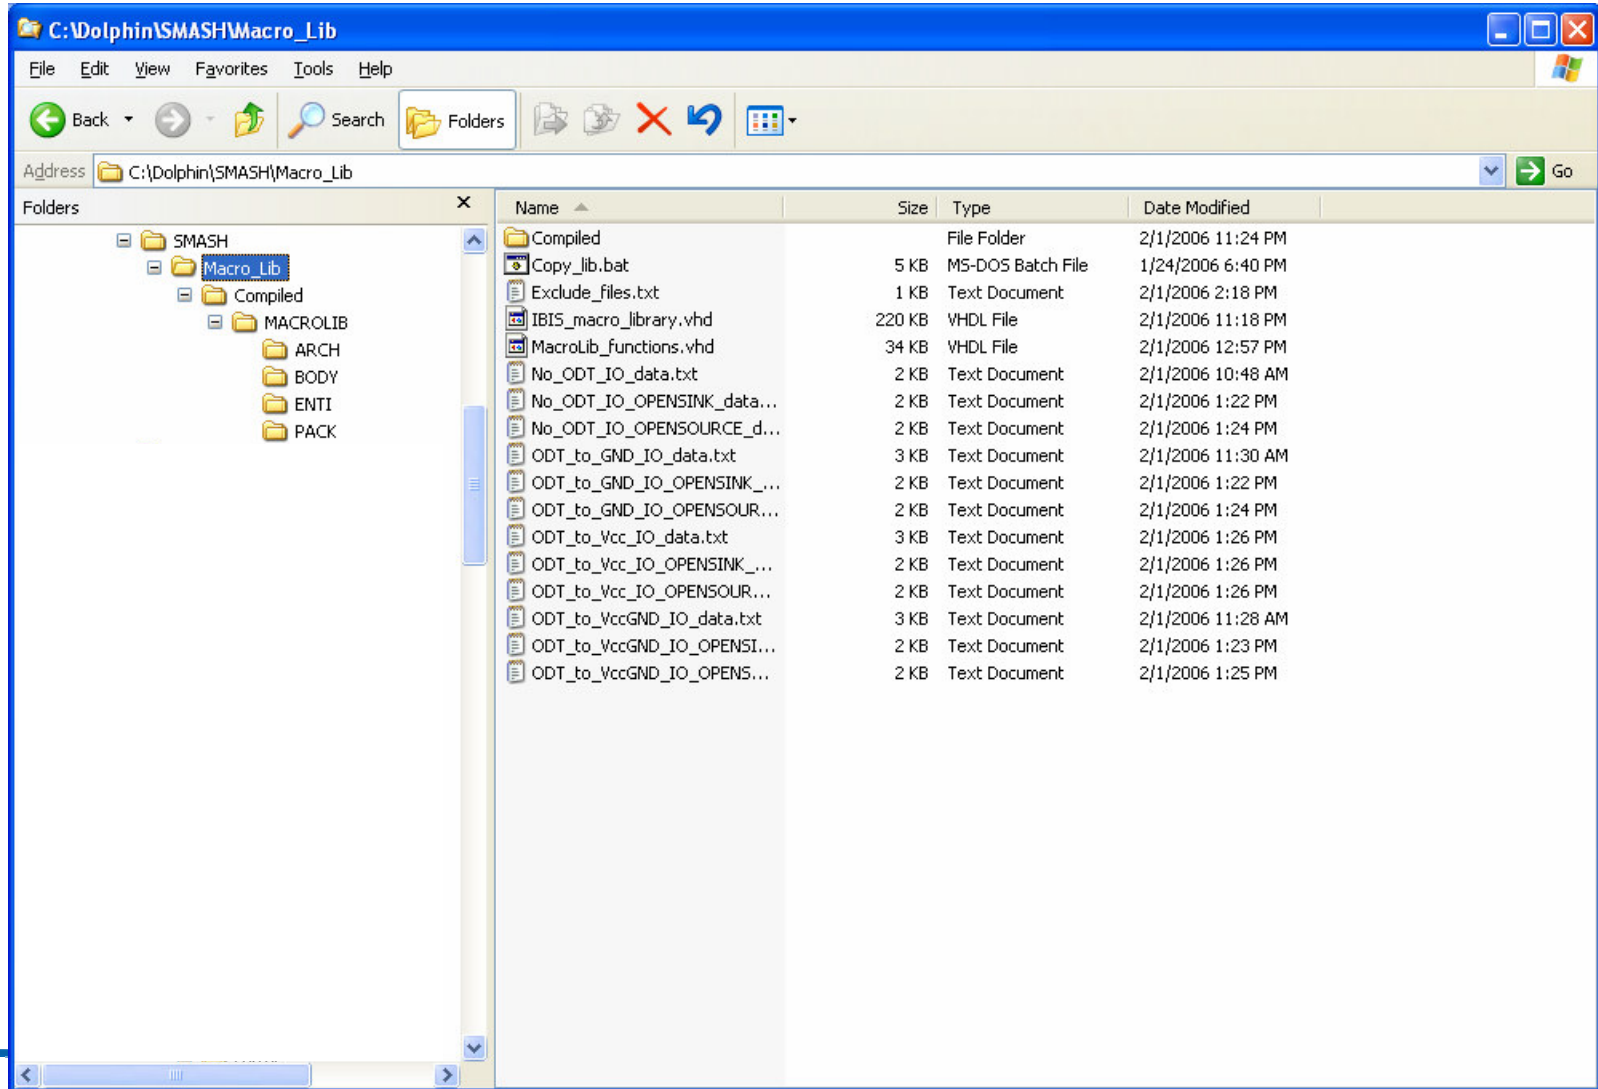 C:\Dolphin\SMASH\Macro_Lib
File Edit View Favorites Tools Help
Back Search Folders
Address C:\Dolphin\SMASH\Macro_Lib Go
Folders Name Size Type Date Modified
SMASH
Macro_Lib
Compiled
MACROLIB
ARCH
BODY
ENTI
PACK
Compiled File Folder 2/1/2006 11:24 PM
Copy_lib.bat 5 KB MS-DOS Batch File 1/24/2006 6:40 PM
Exclude_files.txt 1 KB Text Document 2/1/2006 2:18 PM
IBIS_macro_library.vhd 220 KB VHDL File 2/1/2006 11:18 PM
MacroLib_functions.vhd 34 KB VHDL File 2/1/2006 12:57 PM
No_ODT_IO_data.txt 2 KB Text Document 2/1/2006 10:48 AM
No_ODT_IO_OPENSINK_data... 2 KB Text Document 2/1/2006 1:22 PM
No_ODT_IO_OPENSOURCE_d... 2 KB Text Document 2/1/2006 1:24 PM
ODT_to_GND_IO_data.txt 3 KB Text Document 2/1/2006 11:30 AM
ODT_to_GND_IO_OPENSINK_... 2 KB Text Document 2/1/2006 1:22 PM
ODT_to_GND_IO_OPENSOUR... 2 KB Text Document 2/1/2006 1:24 PM
ODT_to_Vcc_IO_data.txt 3 KB Text Document 2/1/2006 1:26 PM
ODT_to_Vcc_IO_OPENSINK_... 2 KB Text Document 2/1/2006 1:26 PM
ODT_to_Vcc_IO_OPENSOUR... 2 KB Text Document 2/1/2006 1:26 PM
ODT_to_VccGND_IO_data.txt 3 KB Text Document 2/1/2006 11:28 AM
ODT_to_VccGND_IO_OPENSI... 2 KB Text Document 2/1/2006 1:23 PM
ODT_to_VccGND_IO_OPENS... 2 KB Text Document 2/1/2006 1:25 PM